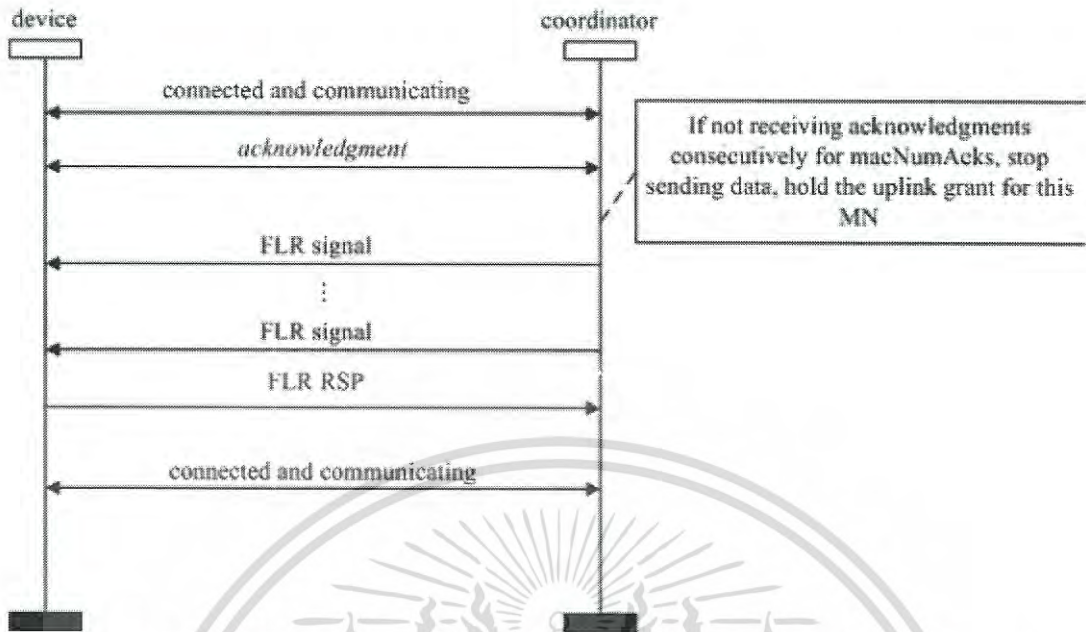 device
coordinator
connected and communicating
acknowledgment
If not receiving acknowledgments
consecutively for macNumAcks, stop
sending data, hold the uplink grant for this
MN
FLR signal
⋮
FLR signal
FLR RSP
connected and communicating